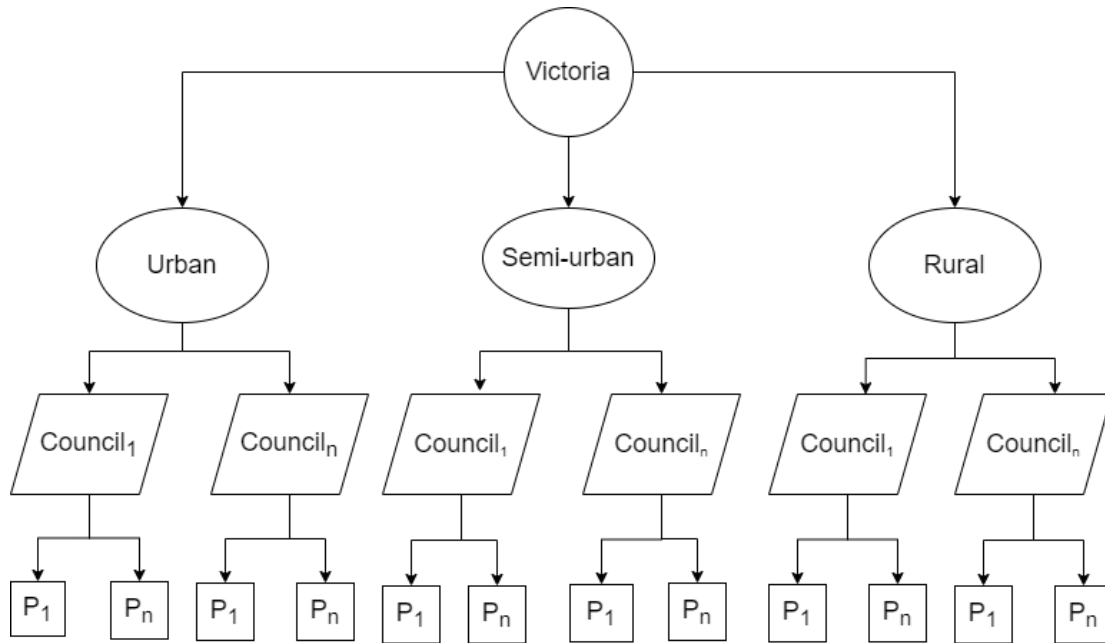 Victoria
Urban
Semi-urban
Rural
Council₁
Councilₙ
Council₁
Councilₙ
Council₁
Councilₙ
P₁
Pₙ
P₁
Pₙ
P₁
Pₙ
P₁
Pₙ
P₁
Pₙ
P₁
Pₙ